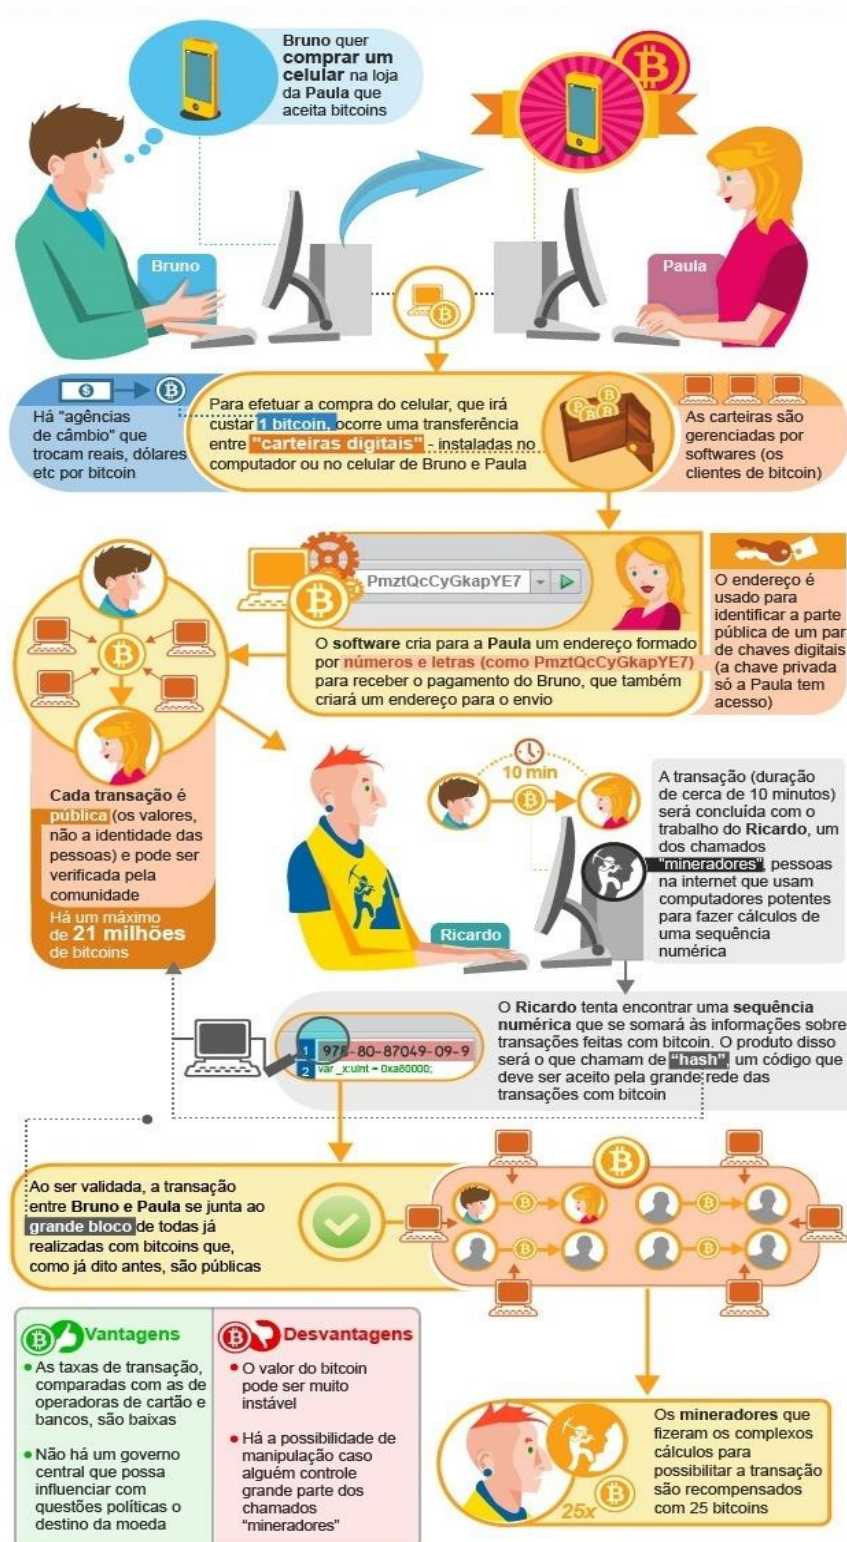 Bruno quer
comprar um
celular na loja
da Paula que
aceita bitcoins
Bruno
Paula
Há "agências
de câmbio" que
trocam reais, dólares
etc por bitcoin
Para efetuar a compra do celular, que irá
custar 1 bitcoin, ocorre uma transferência
entre "carteiras digitais" - instaladas no
computador ou no celular de Bruno e Paula
As carteiras são
gerenciadas por
softwares (os
clientes de bitcoin)
PmztQcCyGkapYE7
O software cria para a Paula um endereço formado
por números e letras (como PmztQcCyGkapYE7)
para receber o pagamento do Bruno, que também
criará um endereço para o envio
O endereço é
usado para
identificar a parte
pública de um par
de chaves digitais
(a chave privada
só a Paula tem
acesso)
Cada transação é
pública (os valores,
não a identidade das
pessoas) e pode ser
verificada pela
comunidade
Há um máximo
de 21 milhões
de bitcoins
10 min
Ricardo
A transação (duração
de cerca de 10 minutos)
será concluída com o
trabalho do Ricardo, um
dos chamados
"mineradores", pessoas
na internet que usam
computadores potentes
para fazer cálculos de
uma sequência
numérica
1 978-80-87049-09-9
2 var _x:uint = 0xa80000;
O Ricardo tenta encontrar uma sequência
numérica que se somará às informações sobre
transações feitas com bitcoin. O produto disso
será o que chamam de “hash”, um código que
deve ser aceito pela grande rede das
transações com bitcoin
Ao ser validada, a transação
entre Bruno e Paula se junta ao
grande bloco de todas já
realizadas com bitcoins que,
como já dito antes, são públicas
Vantagens
As taxas de transação,
comparadas com as de
operadoras de cartão e
bancos, são baixas
Não há um governo
central que possa
influenciar com
questões políticas o
destino da moeda
Desvantagens
O valor do bitcoin
pode ser muito
instável
Há a possibilidade de
manipulação caso
alguém controle
grande parte dos
chamados
“mineradores”
25x
Os mineradores que
fizeram os complexos
cálculos para
possibilitar a transação
são recompensados
com 25 bitcoins